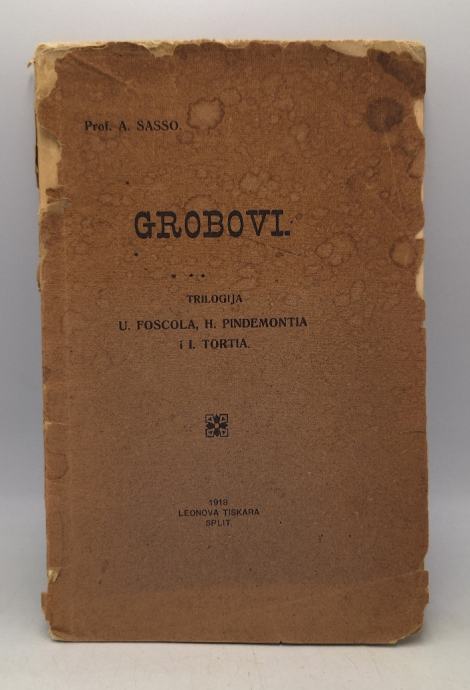 Prof. A. SASSO.
GROBOVI.
TRILOGIJA
U. FOSCOLA, H. PINDEMONTIA
i I. TORTIA.
1918
LEONOVA TISKARA
SPLIT